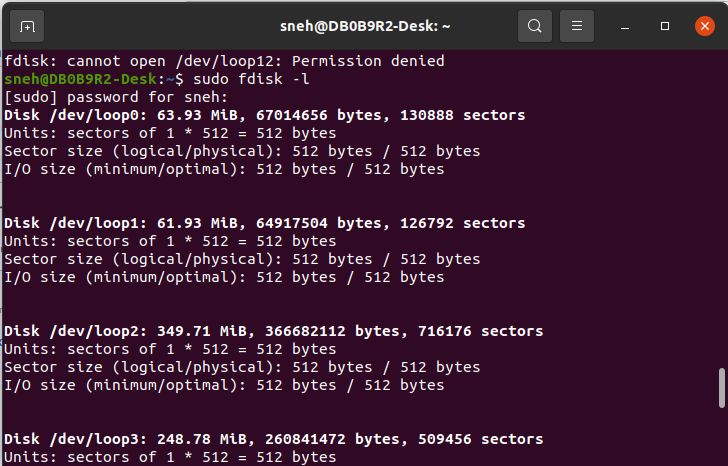 sneh@DB0B9R2-Desk: ~
fdisk: cannot open /dev/loop12: Permission denied
sneh@DB0B9R2-Desk:~$ sudo fdisk -l
[sudo] password for sneh:
Disk /dev/loop0: 63.93 MiB, 67014656 bytes, 130888 sectors
Units: sectors of 1 * 512 = 512 bytes
Sector size (logical/physical): 512 bytes / 512 bytes
I/O size (minimum/optimal): 512 bytes / 512 bytes
Disk /dev/loop1: 61.93 MiB, 64917504 bytes, 126792 sectors
Units: sectors of 1 * 512 = 512 bytes
Sector size (logical/physical): 512 bytes / 512 bytes
I/O size (minimum/optimal): 512 bytes / 512 bytes
Disk /dev/loop2: 349.71 MiB, 366682112 bytes, 716176 sectors
Units: sectors of 1 * 512 = 512 bytes
Sector size (logical/physical): 512 bytes / 512 bytes
I/O size (minimum/optimal): 512 bytes / 512 bytes
Disk /dev/loop3: 248.78 MiB, 260841472 bytes, 509456 sectors
Units: sectors of 1 * 512 = 512 bytes